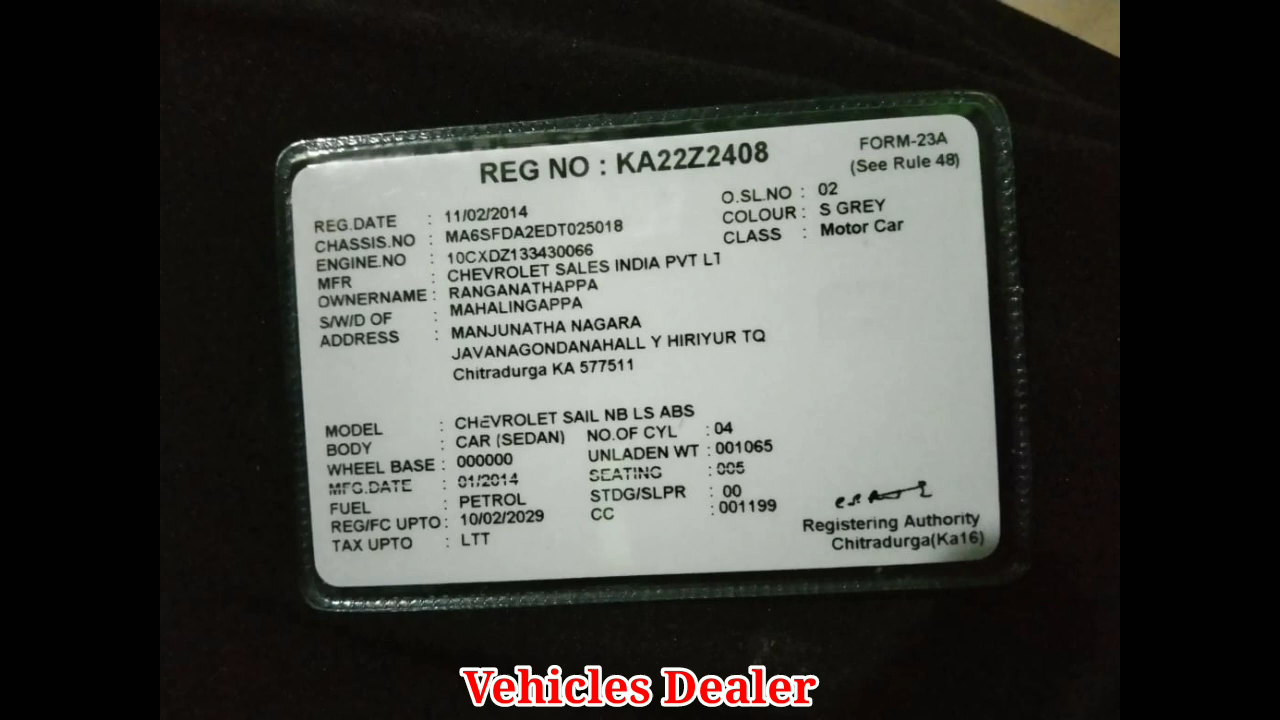 REG NO : KA22Z2408
FORM-23A
(See Rule 48)
REG.DATE : 11/02/2014
O.SL.NO : 02
CHASSIS.NO : MA6SFDA2EDT025018
COLOUR : S GREY
ENGINE.NO : 10CXDZ133430066
CLASS : Motor Car
MFR : CHEVROLET SALES INDIA PVT LT
OWNERNAME : RANGANATHAPPA
S/W/D OF : MAHALINGAPPA
ADDRESS : MANJUNATHA NAGARA
JAVANAGONDANAHALL Y HIRIYUR TQ
Chitradurga KA 577511
MODEL : CHEVROLET SAIL NB LS ABS
BODY : CAR (SEDAN) NO.OF CYL : 04
WHEEL BASE : 000000 UNLADEN WT : 001065
MFG.DATE : 01/2014 SEATING : 005
FUEL : PETROL STDG/SLPR : 00
REG/FC UPTO : 10/02/2029 CC : 001199
TAX UPTO : LTT
Registering Authority
Chitradurga(Ka16)
Vehicles Dealer